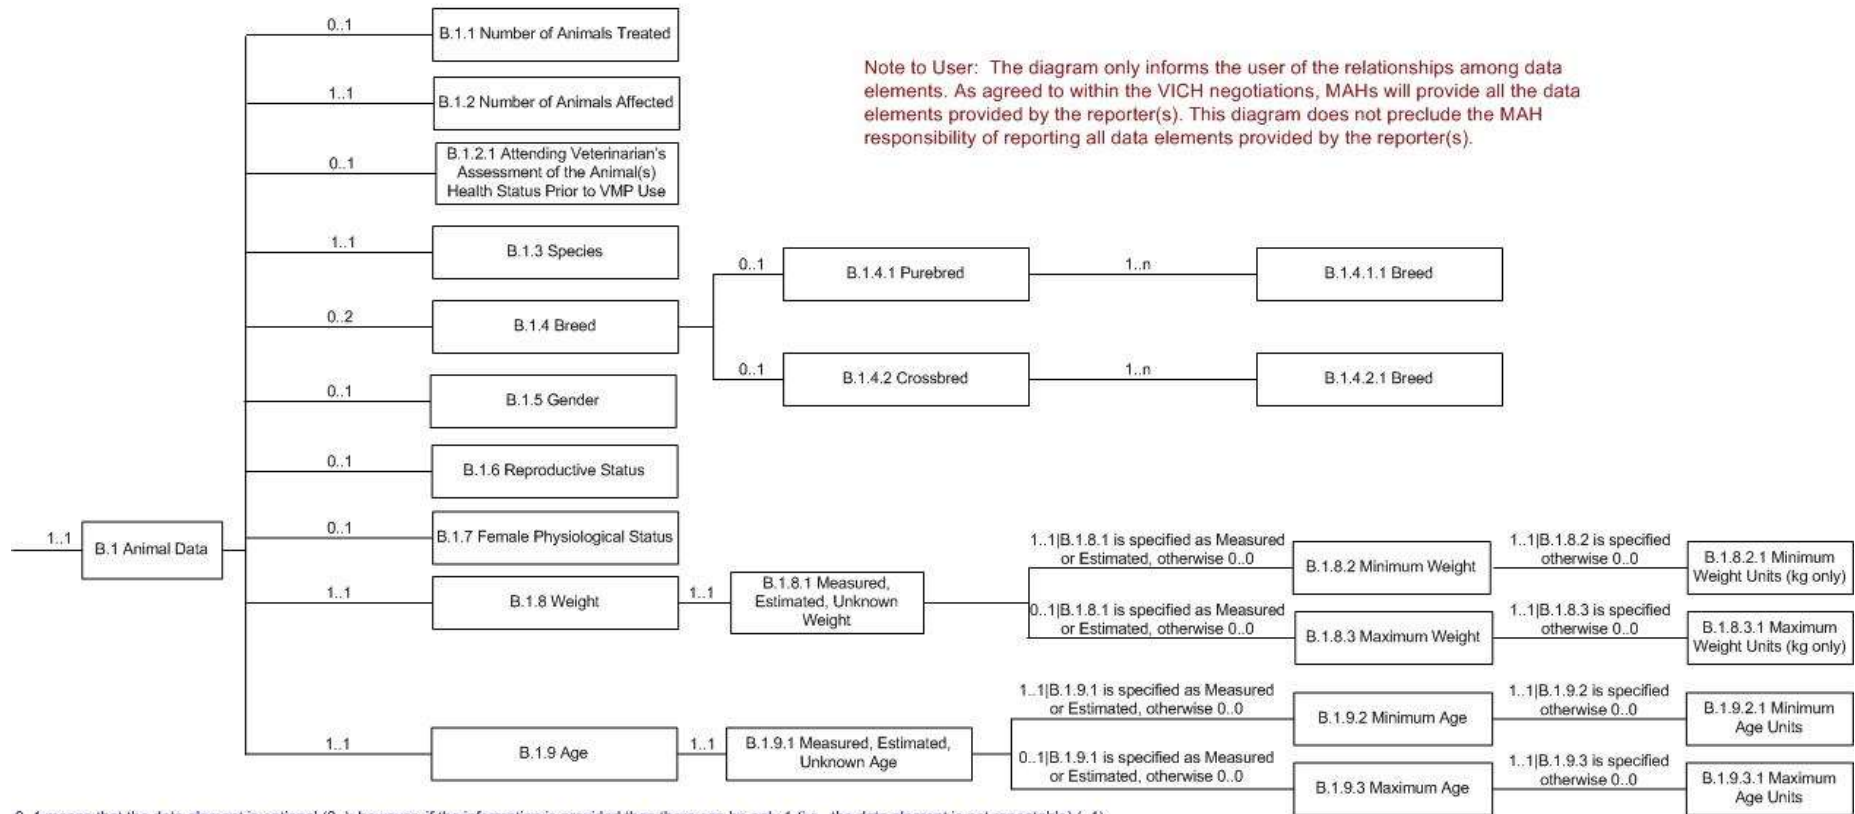 0..1
B.1.1 Number of Animals Treated
Note to User: The diagram only informs the user of the relationships among data
elements. As agreed to within the VICH negotiations, MAHs will provide all the data
elements provided by the reporter(s). This diagram does not preclude the MAH
responsibility of reporting all data elements provided by the reporter(s).
1..1
B.1.2 Number of Animals Affected
0..1
B.1.2.1 Attending Veterinarian's
Assessment of the Animal(s)
Health Status Prior to VMP Use
1..1
B.1.3 Species
0..2
B.1.4 Breed
0..1
B.1.4.1 Purebred
1..n
B.1.4.1.1 Breed
0..1
B.1.4.2 Crossbred
1..n
B.1.4.2.1 Breed
0..1
B.1.5 Gender
0..1
B.1.6 Reproductive Status
1..1
B.1 Animal Data
0..1
B.1.7 Female Physiological Status
1..1
B.1.8 Weight
1..1
B.1.8.1 Measured,
Estimated, Unknown
Weight
1..1|B.1.8.1 is specified as Measured
or Estimated, otherwise 0..0
B.1.8.2 Minimum Weight
1..1|B.1.8.2 is specified
otherwise 0..0
B.1.8.2.1 Minimum
Weight Units (kg only)
0..1|B.1.8.1 is specified as Measured
or Estimated, otherwise 0..0
B.1.8.3 Maximum Weight
1..1|B.1.8.3 is specified
otherwise 0..0
B.1.8.3.1 Maximum
Weight Units (kg only)
1..1
B.1.9 Age
1..1
B.1.9.1 Measured, Estimated,
Unknown Age
1..1|B.1.9.1 is specified as Measured
or Estimated, otherwise 0..0
B.1.9.2 Minimum Age
1..1|B.1.9.2 is specified
otherwise 0..0
B.1.9.2.1 Minimum
Age Units
0..1|B.1.9.1 is specified as Measured
or Estimated, otherwise 0..0
B.1.9.3 Maximum Age
1..1|B.1.9.3 is specified
otherwise 0..0
B.1.9.3.1 Maximum
Age Units